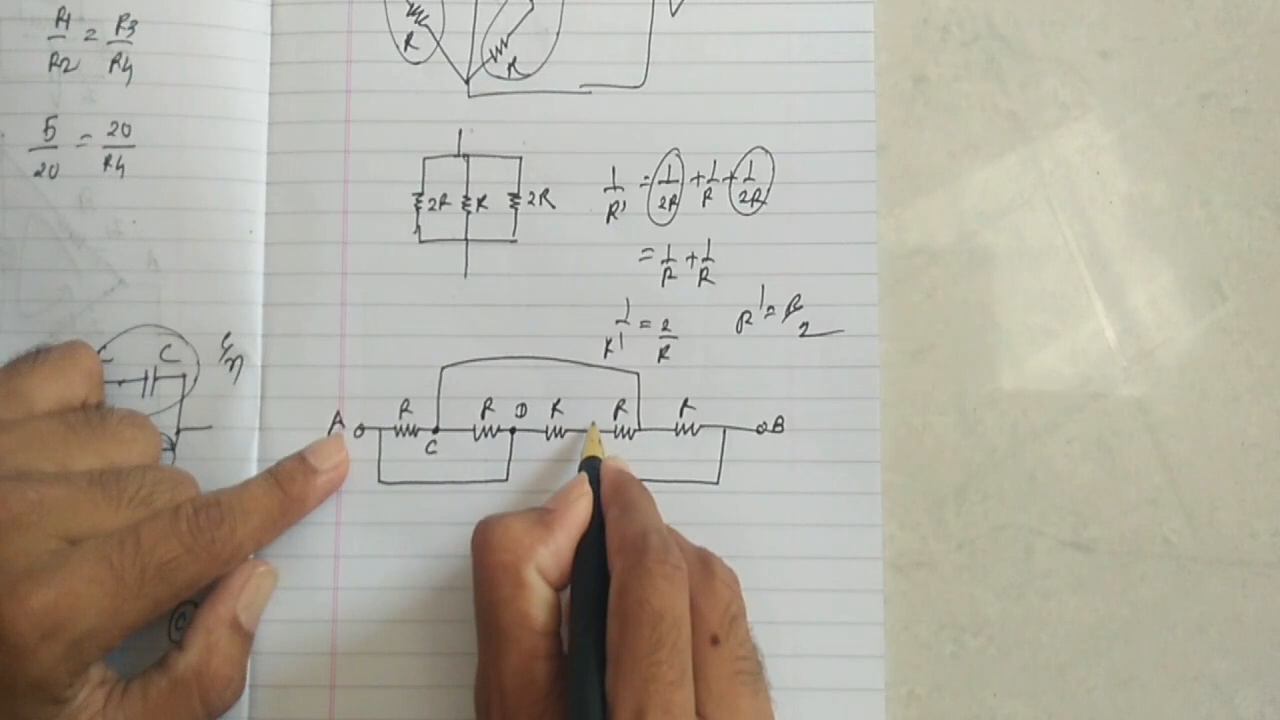 R1/R2 = R3/R4
5/20 = 20/R4
R R
2R R 2R
1/R' = 1/2R + 1/R + 1/2R
= 1/R + 1/R
1/R' = 2/R R' = R/2
C C
A R C R D R R R B